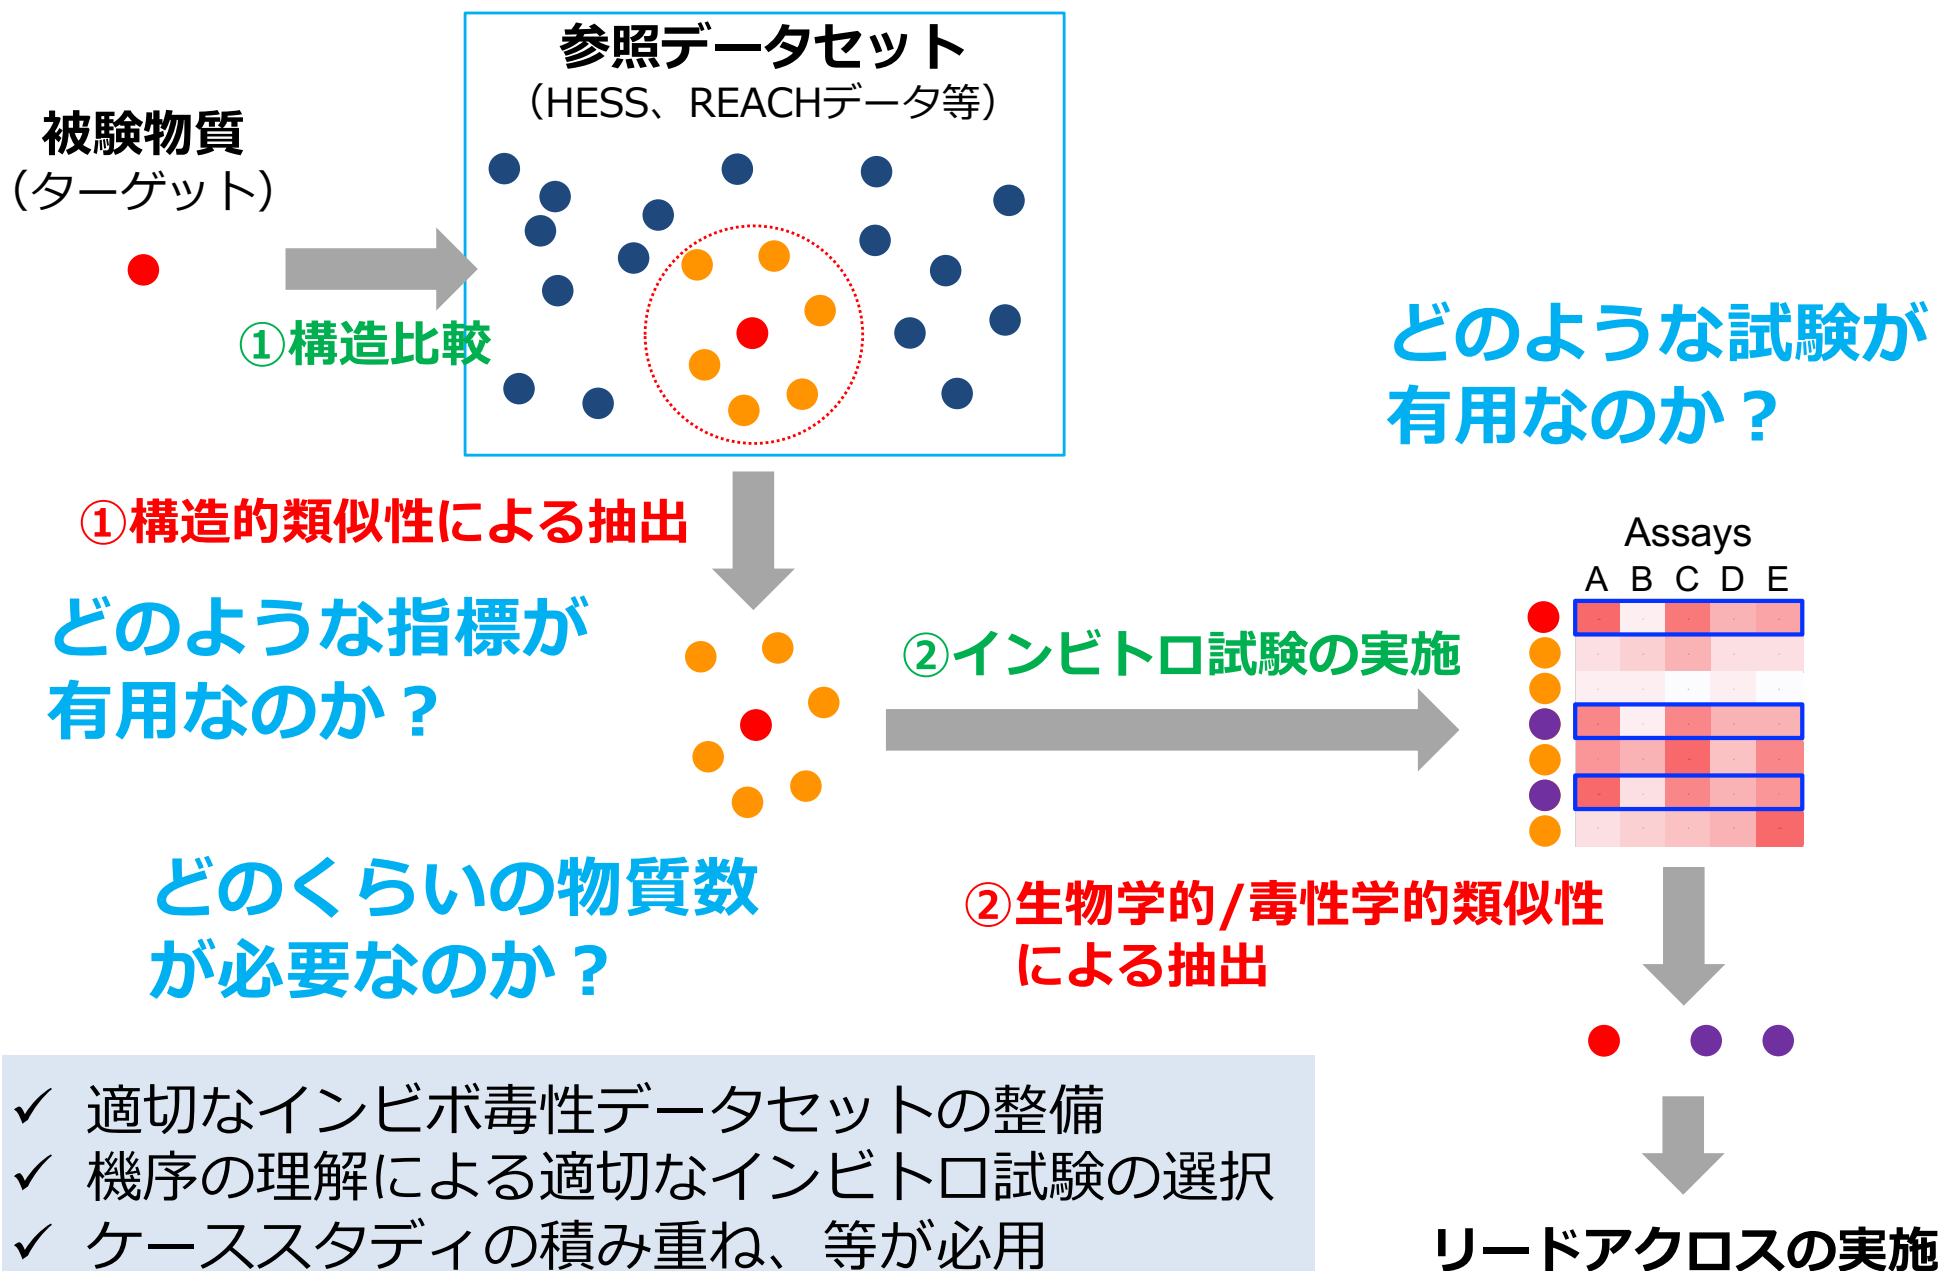 参照データセット
（HESS、REACHデータ等）
被験物質
（ターゲット）
①構造比較
どのような試験が
有用なのか？
①構造的類似性による抽出
Assays
A B C D E
どのような指標が
有用なのか？
②インビトロ試験の実施
どのくらいの物質数
が必要なのか？
②生物学的/毒性学的類似性
による抽出
✓ 適切なインビボ毒性データセットの整備
✓ 機序の理解による適切なインビトロ試験の選択
✓ ケーススタディの積み重ね、等が必用
リードアクロスの実施